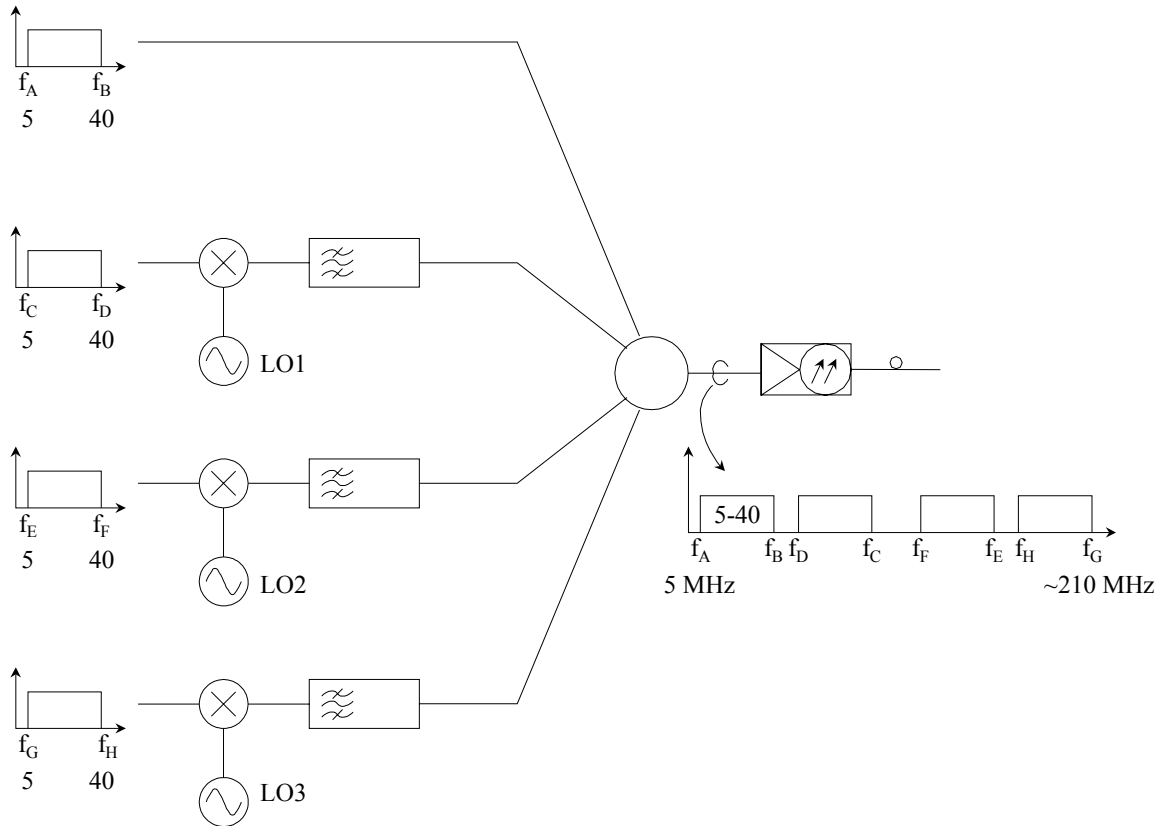 f_A f_B
5 40
f_C f_D
5 40
LO1
f_E f_F
5 40
LO2
5-40
f_A f_B f_D f_C f_F f_E f_H f_G
5 MHz ~210 MHz
f_G f_H
5 40
LO3